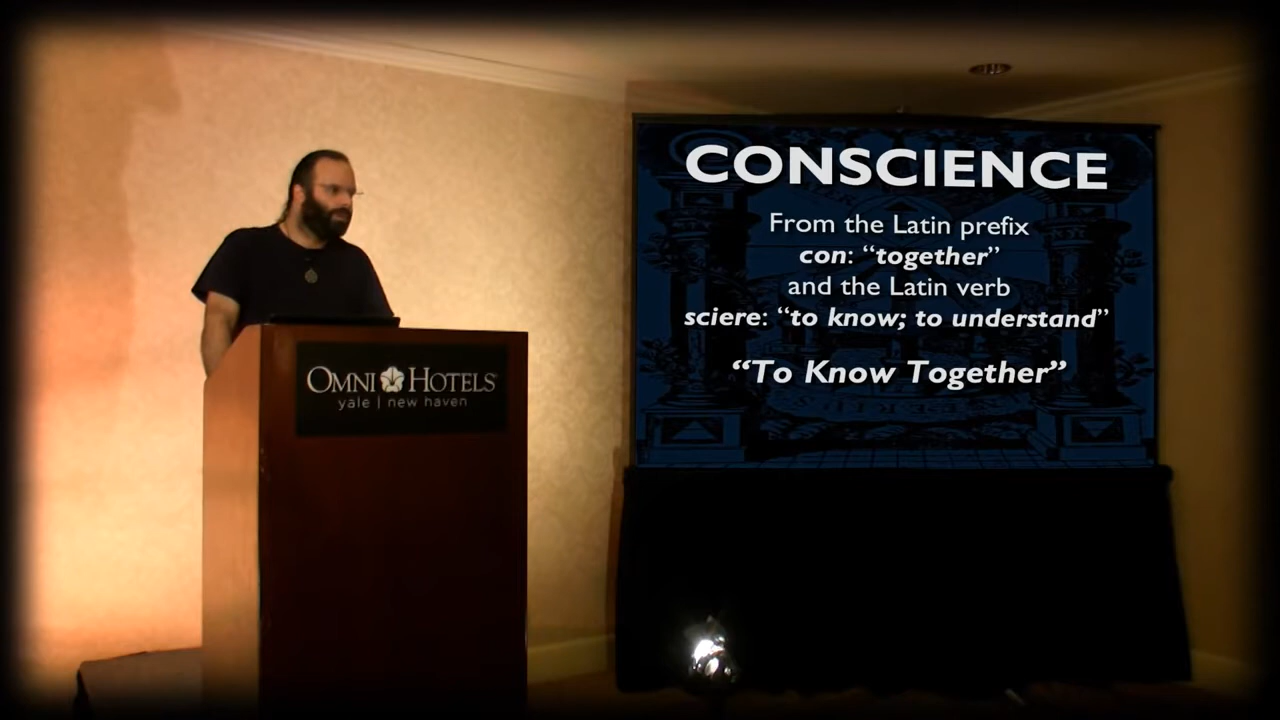 CONSCIENCE
From the Latin prefix
con: “together”
and the Latin verb
sciere: “to know; to understand”
“To Know Together”
OMNI HOTELS
yale | new haven